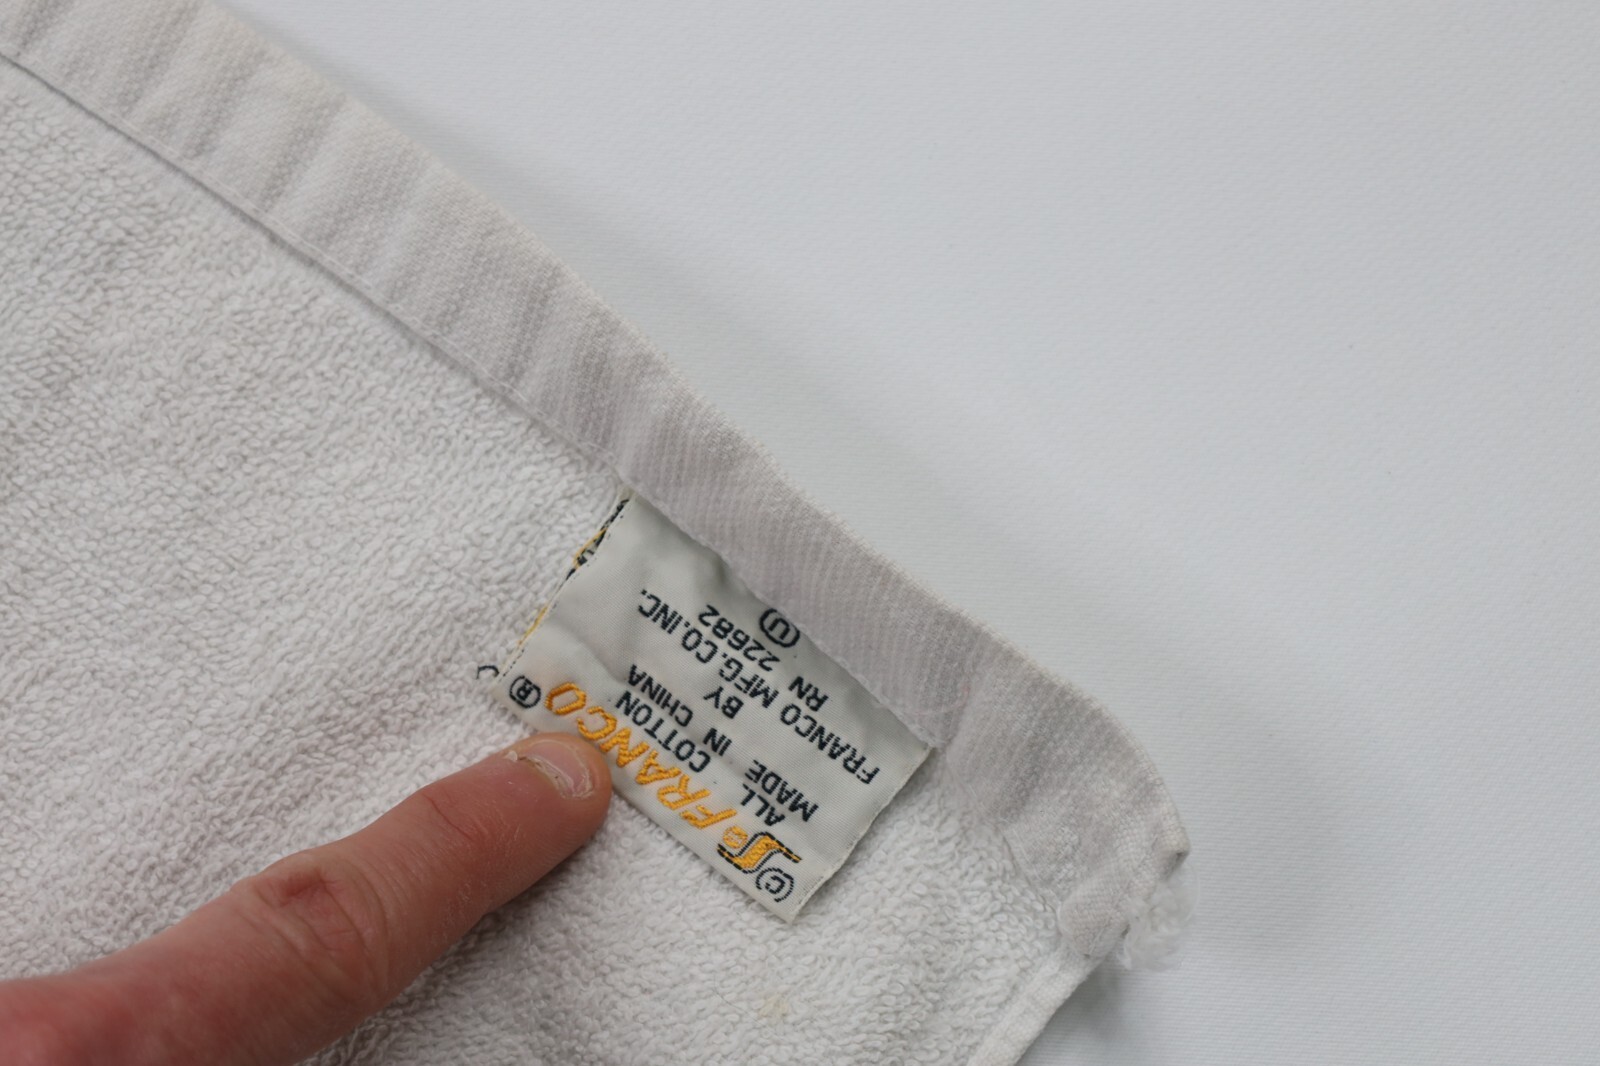 © FRANCO ®
ALL COTTON
MADE IN CHINA
BY
FRANCO MFG.CO.INC.
RN 22682
(U)